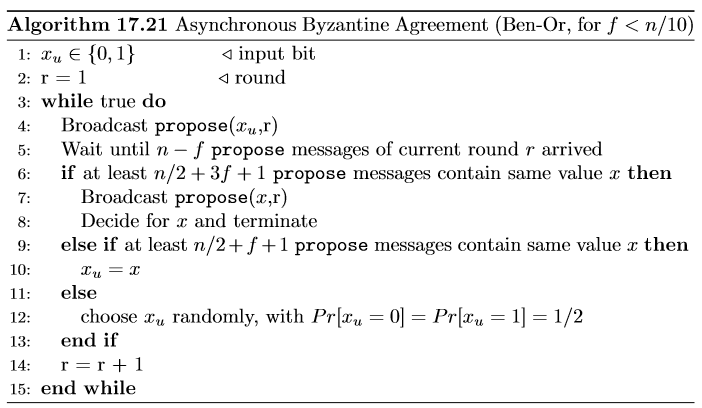 Algorithm 17.21 Asynchronous Byzantine Agreement (Ben-Or, for f < n/10)
1: x_u ∈ {0, 1} ◁ input bit
2: r = 1 ◁ round
3: while true do
4: Broadcast propose(x_u,r)
5: Wait until n − f propose messages of current round r arrived
6: if at least n/2 + 3f + 1 propose messages contain same value x then
7: Broadcast propose(x,r)
8: Decide for x and terminate
9: else if at least n/2 + f + 1 propose messages contain same value x then
10: x_u = x
11: else
12: choose x_u randomly, with Pr[x_u = 0] = Pr[x_u = 1] = 1/2
13: end if
14: r = r + 1
15: end while